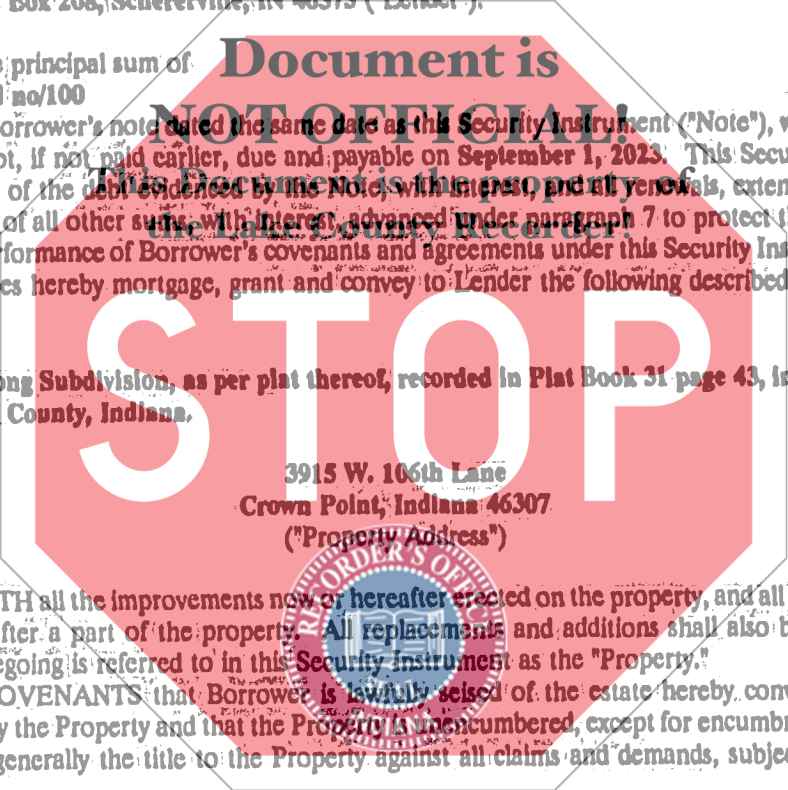 Box 208, Schererville, IN 46375 ("Lender").
principal sum of
no/100
orrower's note dated the same date as this Security Instrument ("Note"), w
ot, if not paid earlier, due and payable on September 1, 2023. This Secu
of the debt evidenced by the Note, with interest, and all renewals, exten
of all other sums, with interest, advanced under paragraph 7 to protect t
formance of Borrower's covenants and agreements under this Security Ins
es hereby mortgage, grant and convey to Lender the following described
ong Subdivision, as per plat thereof, recorded in Plat Book 31 page 43, in
County, Indiana.
3915 W. 106th Lane
Crown Point, Indiana 46307
("Property Address")
TH all the improvements now or hereafter erected on the property, and all
fter a part of the property. All replacements and additions shall also b
egoing is referred to in this Security Instrument as the "Property."
OVENANTS that Borrower is lawfully seised of the estate hereby conv
y the Property and that the Property is unencumbered, except for encumbr
generally the title to the Property against all claims and demands, subje
Document is
NOT OFFICIAL!
This Document is the property of
the Lake County Recorder!
STOP
RECORDER'S OFFICE